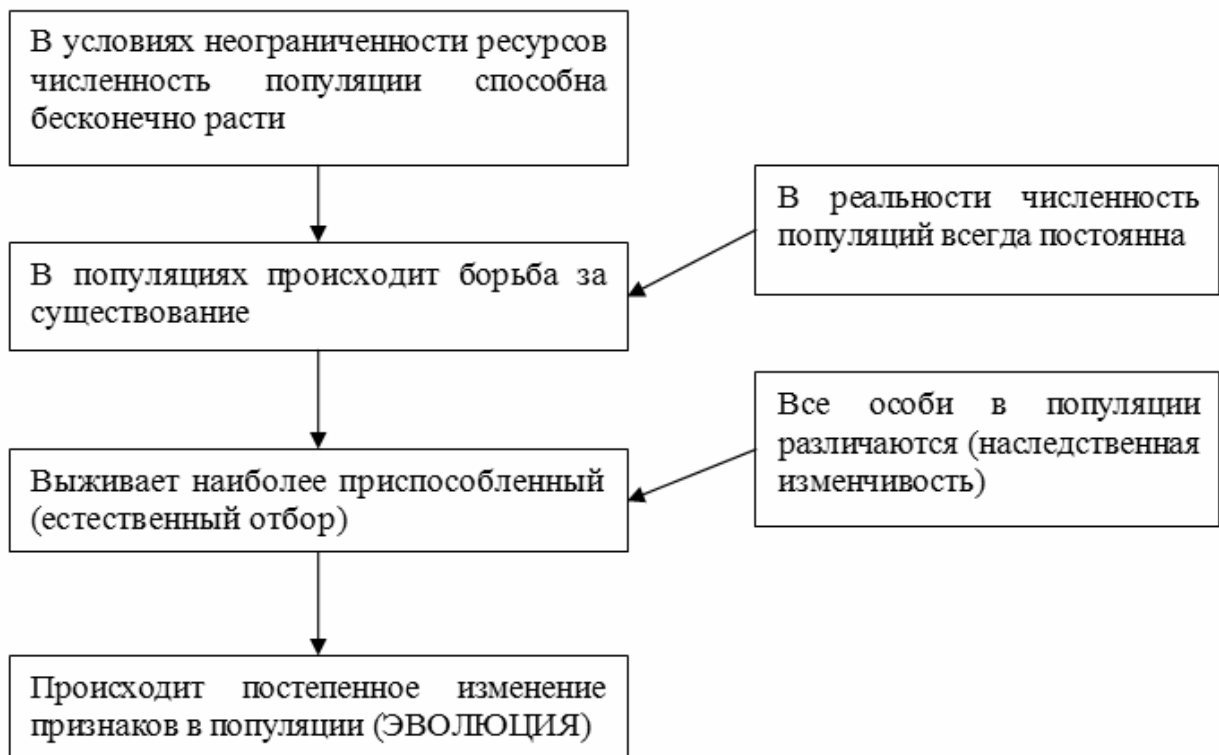 В условиях неограниченности ресурсов
численность популяции способна
бесконечно расти
В реальности численность
популяций всегда постоянна
В популяциях происходит борьба за
существование
Все особи в популяции
различаются (наследственная
изменчивость)
Выживает наиболее приспособленный
(естественный отбор)
Происходит постепенное изменение
признаков в популяции (ЭВОЛЮЦИЯ)